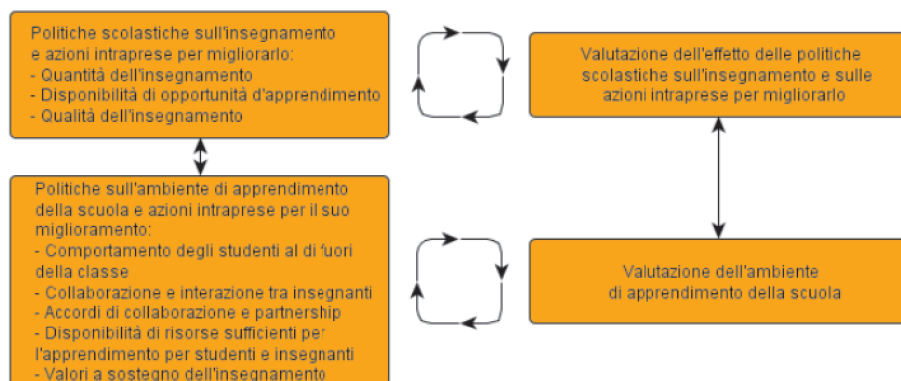 Politiche scolastiche sull'insegnamento
e azioni intraprese per migliorarlo:
- Quantità dell'insegnamento
- Disponibilità di opportunità d'apprendimento
- Qualità dell'insegnamento
Valutazione dell'effetto delle politiche
scolastiche sull'insegnamento e sulle
azioni intraprese per migliorarlo
Politiche sull'ambiente di apprendimento
della scuola e azioni intraprese per il suo
miglioramento:
- Comportamento degli studenti al di fuori
della classe
- Collaborazione e interazione tra insegnanti
- Accordi di collaborazione e partnership
- Disponibilità di risorse sufficienti per
l'apprendimento per studenti e insegnanti
- Valori a sostegno dell'insegnamento
Valutazione dell'ambiente
di apprendimento della scuola